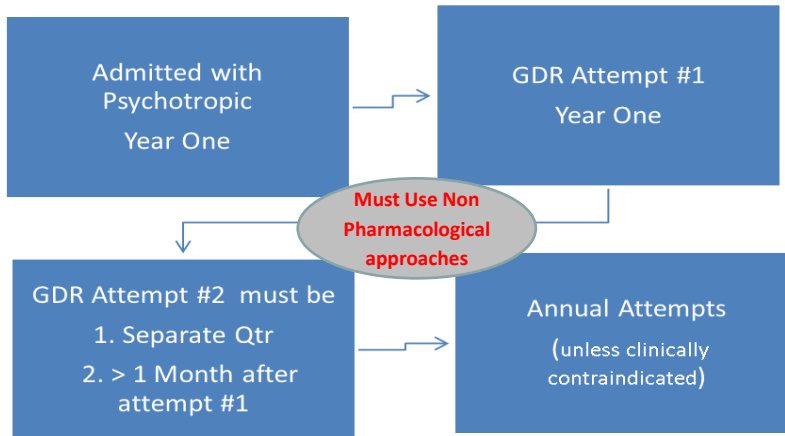 Admitted with
Psychotropic
Year One
GDR Attempt #1
Year One
Must Use Non
Pharmacological
approaches
GDR Attempt #2 must be
1. Separate Qtr
2. > 1 Month after
attempt #1
Annual Attempts
(unless clinically
contraindicated)